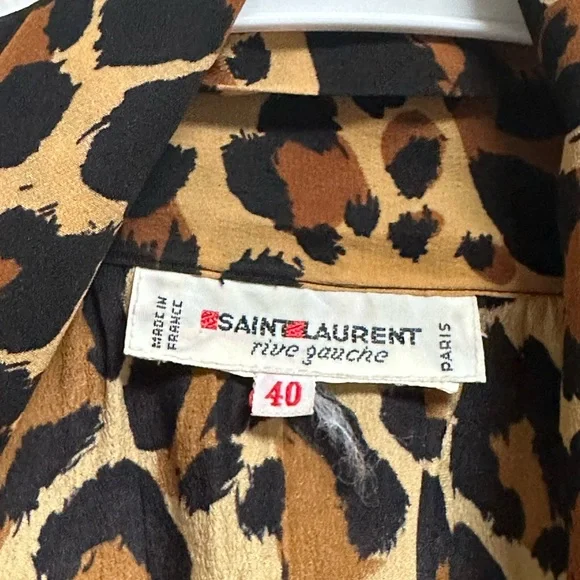 MADE IN
FRANCE
SAINT LAURENT
rive gauche
PARIS
40